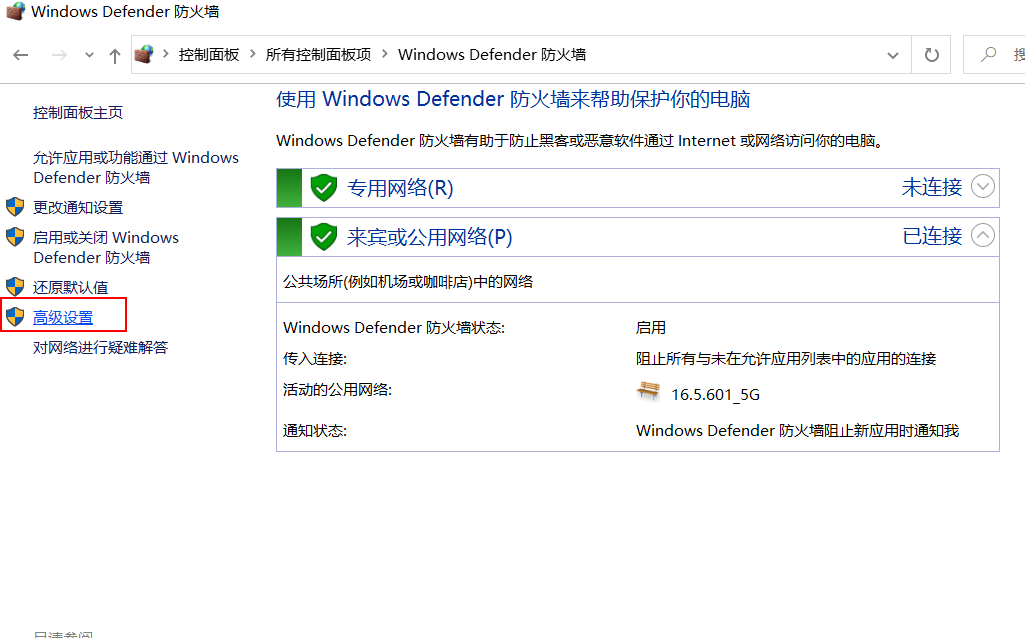 Windows Defender 防火墙
控制面板 > 所有控制面板项 > Windows Defender 防火墙
控制面板主页
允许应用或功能通过 Windows
Defender 防火墙
更改通知设置
启用或关闭 Windows
Defender 防火墙
还原默认值
高级设置
对网络进行疑难解答
使用 Windows Defender 防火墙来帮助保护你的电脑
Windows Defender 防火墙有助于防止黑客或恶意软件通过 Internet 或网络访问你的电脑。
专用网络(R) 未连接
来宾或公用网络(P) 已连接
公共场所(例如机场或咖啡店)中的网络
Windows Defender 防火墙状态: 启用
传入连接: 阻止所有与未在允许应用列表中的应用的连接
活动的公用网络: 16.5.601_5G
通知状态: Windows Defender 防火墙阻止新应用时通知我